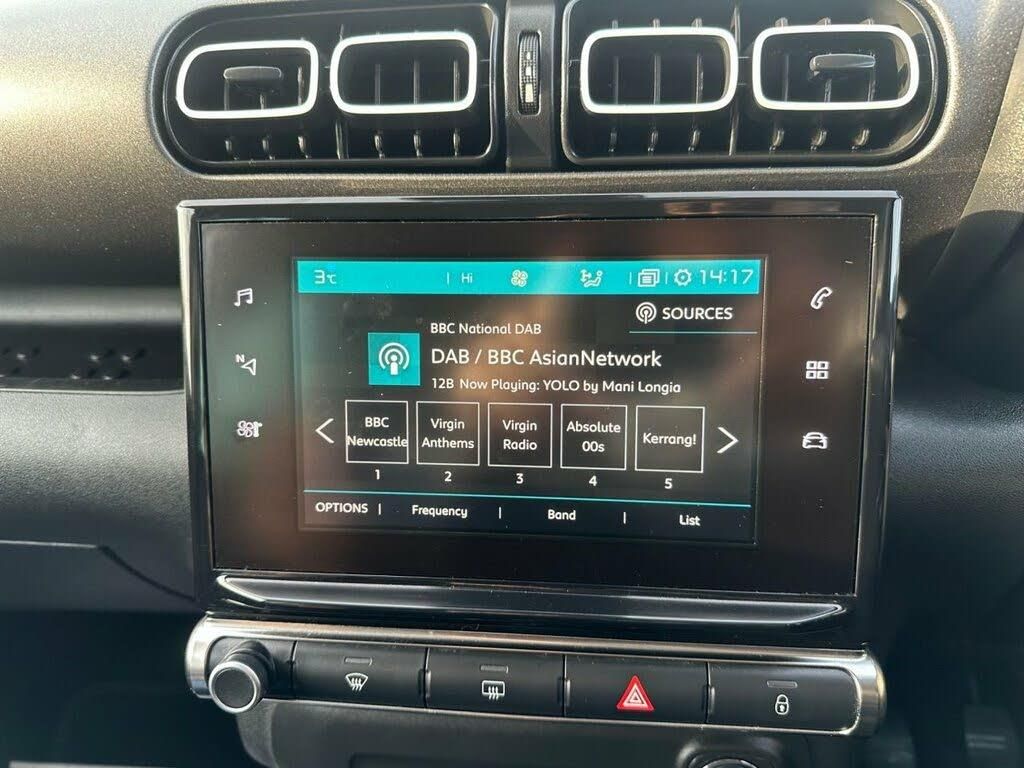 3°C | Hi | | 14:17
SOURCES
BBC National DAB
DAB / BBC AsianNetwork
12B Now Playing: YOLO by Mani Longia
BBC Newcastle
Virgin Anthems
Virgin Radio
Absolute 00s
Kerrang!
1 2 3 4 5
OPTIONS | Frequency | Band | List
N